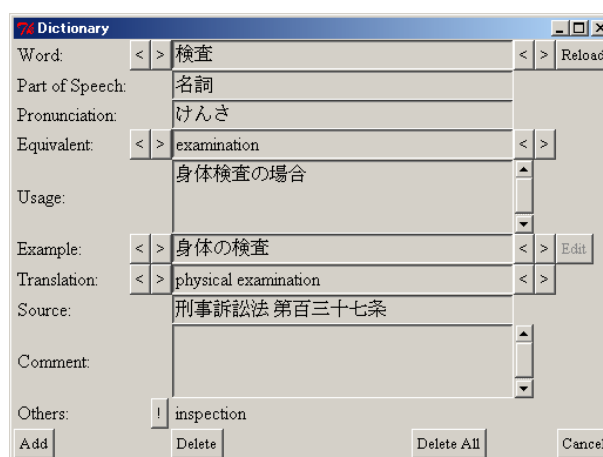 Dictionary
Word: < > 検査 < > Reload
Part of Speech: 名詞
Pronunciation: けんさ
Equivalent: < > examination < >
Usage: 身体検査の場合
Example: < > 身体の検査 < > Edit
Translation: < > physical examination < >
Source: 刑事訴訟法 第百三十七条
Comment:
Others: ! inspection
Add Delete Delete All Cancel